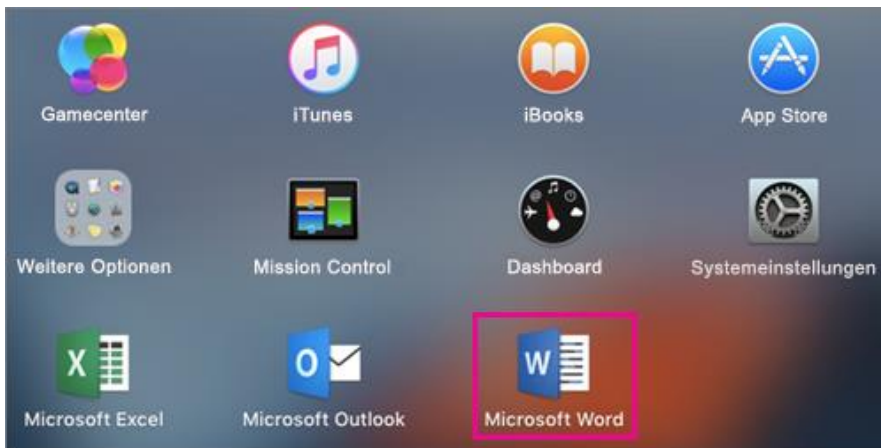 Gamecenter
iTunes
iBooks
App Store
Weitere Optionen
Mission Control
Dashboard
Systemeinstellungen
X
O
W
Microsoft Excel
Microsoft Outlook
Microsoft Word